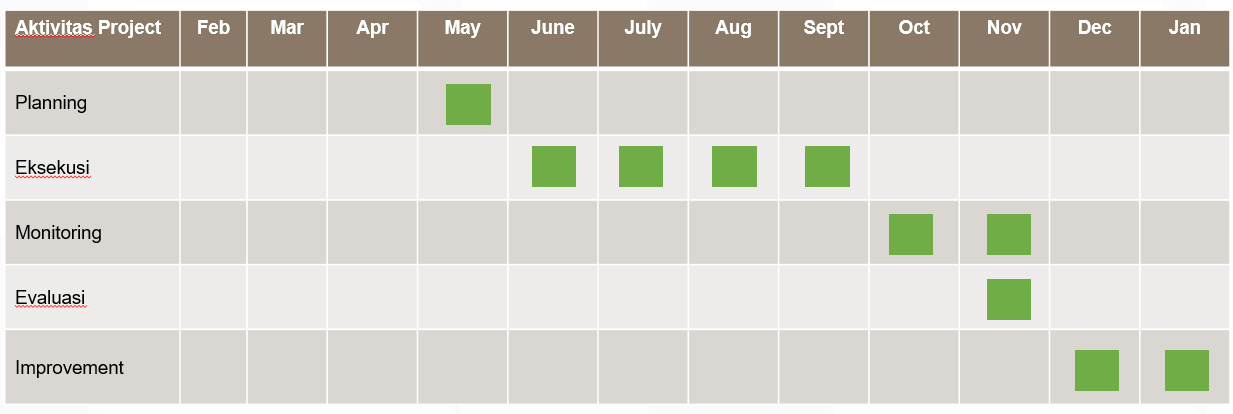 Aktivitas Project Feb Mar Apr May June July Aug Sept Oct Nov Dec Jan
Planning
Eksekusi
Monitoring
Evaluasi
Improvement